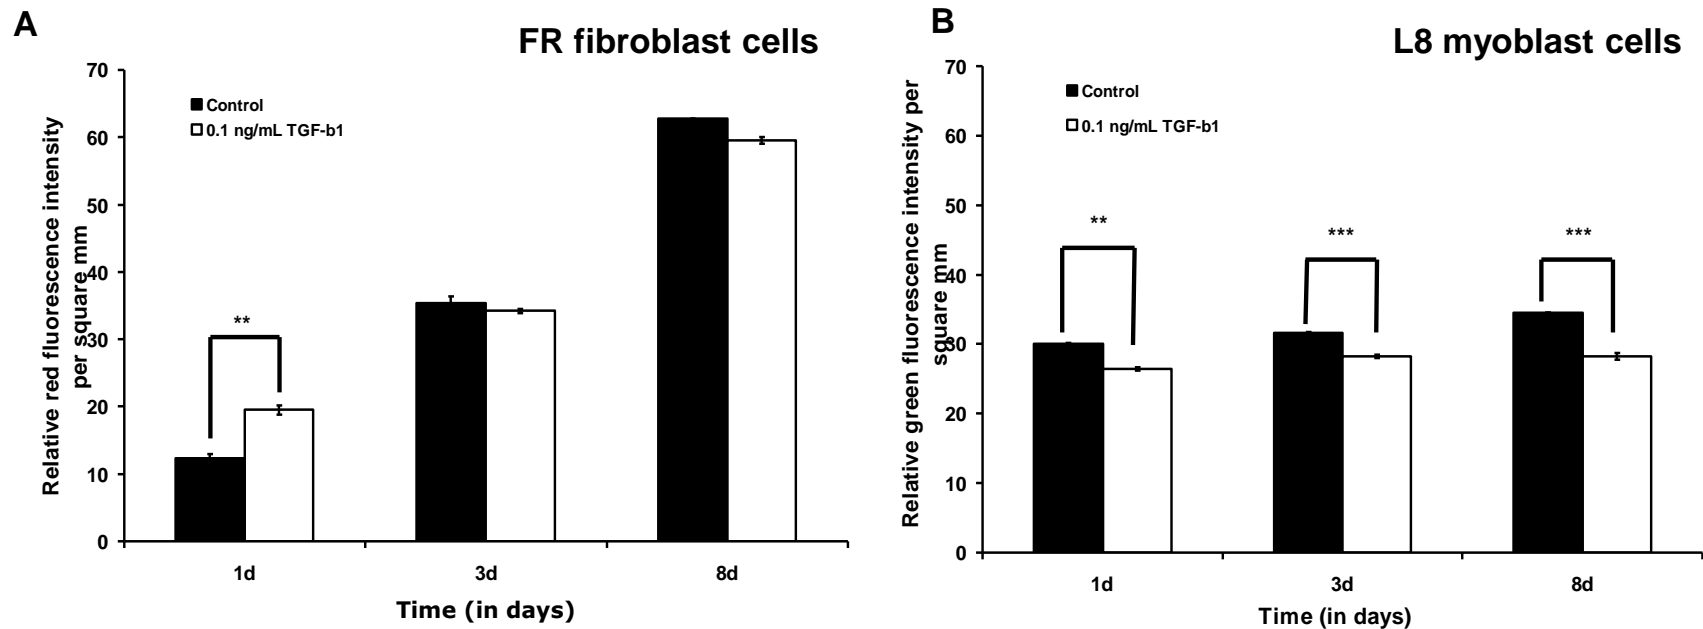 A
FR fibroblast cells
Relative red fluorescence intensity
per square mm
70
60
50
40
30
20
10
0
Control
0.1 ng/mL TGF-b1
**
1d
3d
8d
Time (in days)
B
L8 myoblast cells
Relative green fluorescence intensity per
square mm
70
60
50
40
30
20
10
0
Control
0.1 ng/mL TGF-b1
**
***
***
1d
3d
8d
Time (in days)